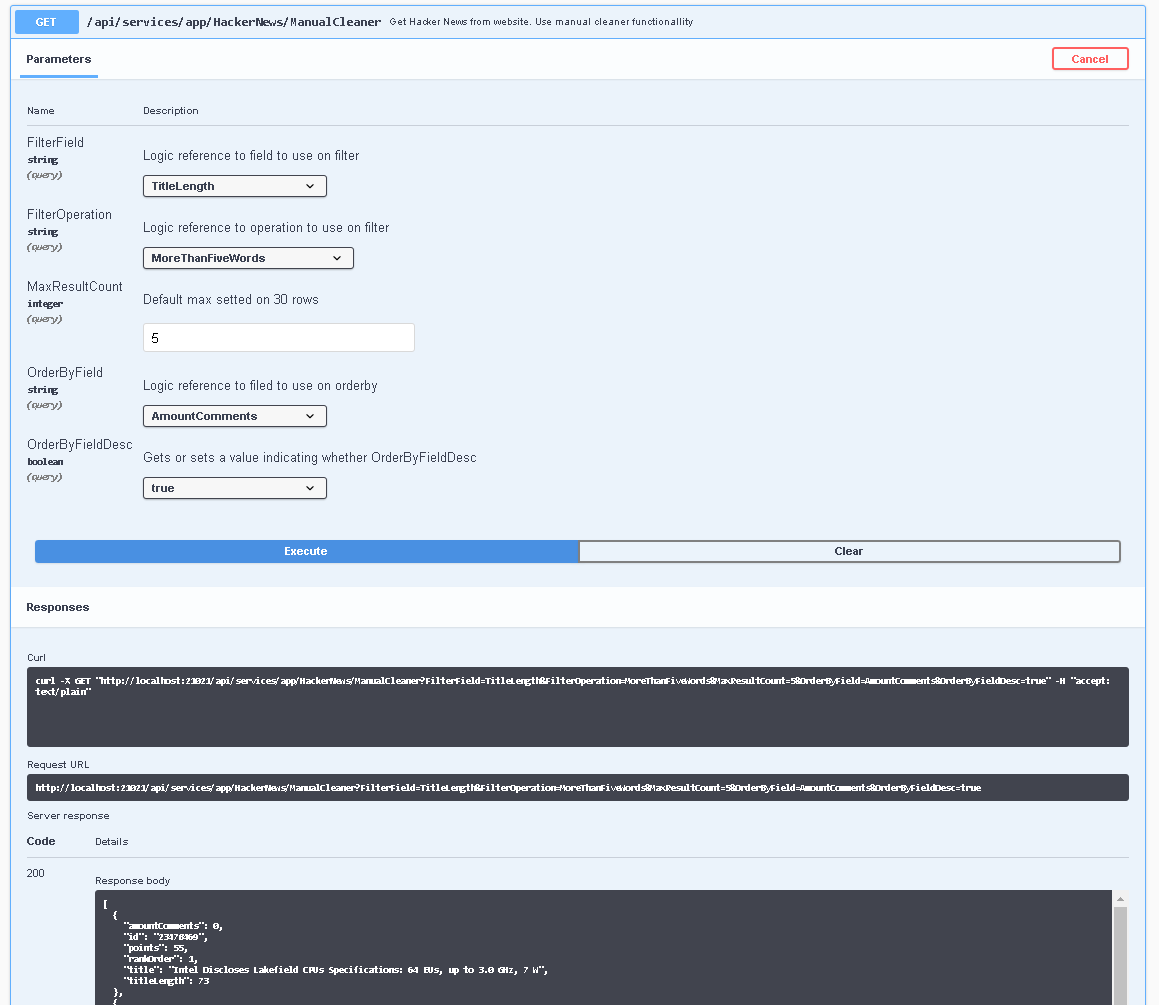 GET /api/services/app/HackerNews/ManualCleaner Get Hacker News from website. Use manual cleaner functionallity
Parameters
Cancel
Name Description
FilterField
string
(query)
Logic reference to field to use on filter
TitleLength
FilterOperation
string
(query)
Logic reference to operation to use on filter
MoreThanFiveWords
MaxResultCount
integer
(query)
Default max setted on 30 rows
5
OrderByField
string
(query)
Logic reference to filed to use on orderby
AmountComments
OrderByFieldDesc
boolean
(query)
Gets or sets a value indicating whether OrderByFieldDesc
true
Execute
Clear
Responses
Curl
curl -X GET "http://localhost:21021/api/services/app/HackerNews/ManualCleaner?FilterField=TitleLength&FilterOperation=MoreThanFiveWords&MaxResultCount=5&OrderByField=AmountComments&OrderByFieldDesc=true" -H "accept:
text/plain"
Request URL
http://localhost:21021/api/services/app/HackerNews/ManualCleaner?FilterField=TitleLength&FilterOperation=MoreThanFiveWords&MaxResultCount=5&OrderByField=AmountComments&OrderByFieldDesc=true
Server response
Code Details
200
Response body
[
{
"amountComments": 0,
"id": "23478469",
"points": 55,
"rankOrder": 1,
"title": "Intel Discloses Lakefield CPUs Specifications: 64 EUs, up to 3.0 GHz, 7 W",
"titleLength": 73
},
{